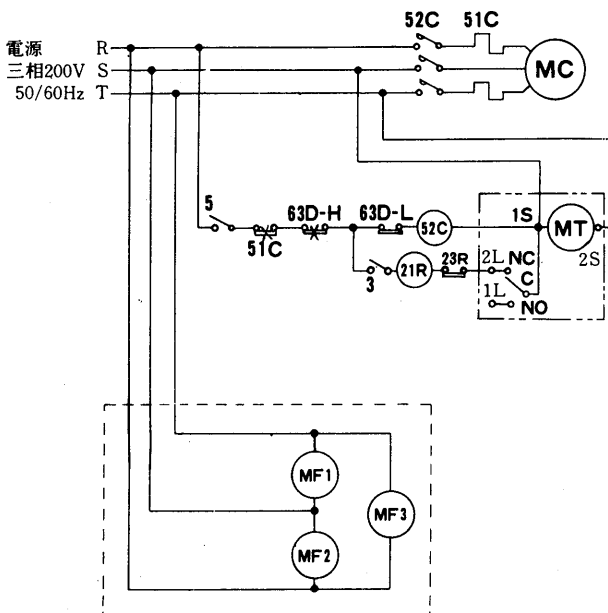 52C 51C
電源 R
三相200V S
50/60Hz T
MC
5
51C
63D-H
63D-L
52C
1S
MT
2S
3
21R
23R
2L NC
C
1L
NO
MF1
MF2
MF3